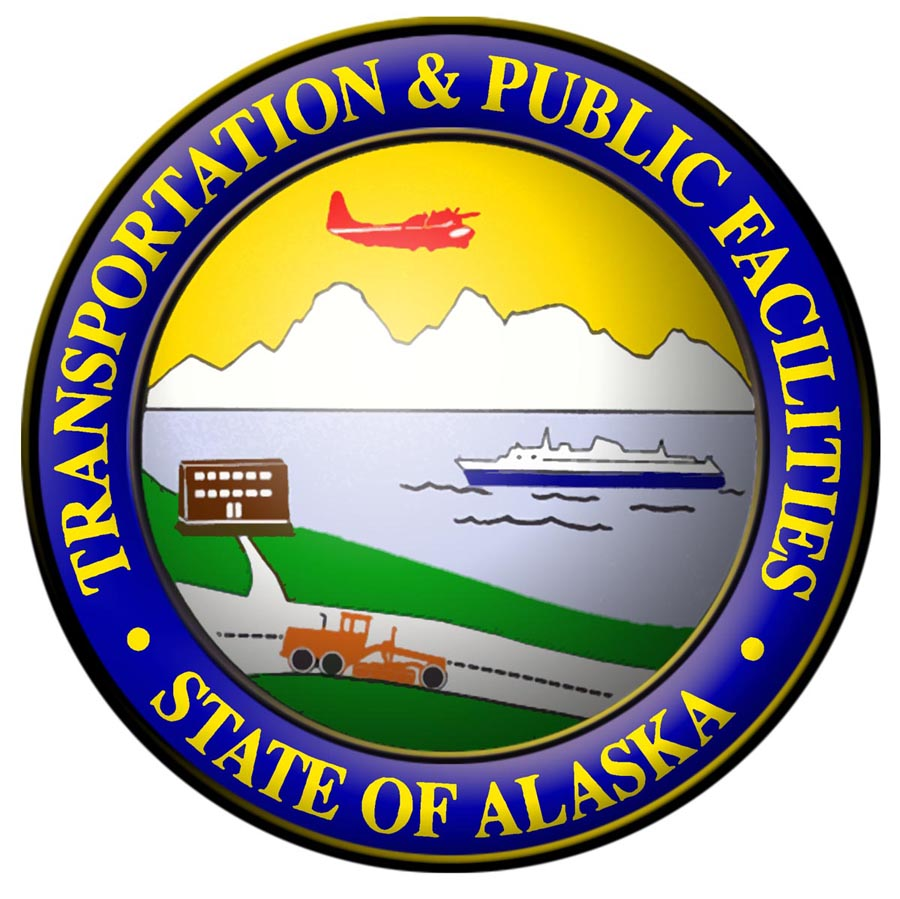 TRANSPORTATION & PUBLIC FACILITIES
STATE OF ALASKA